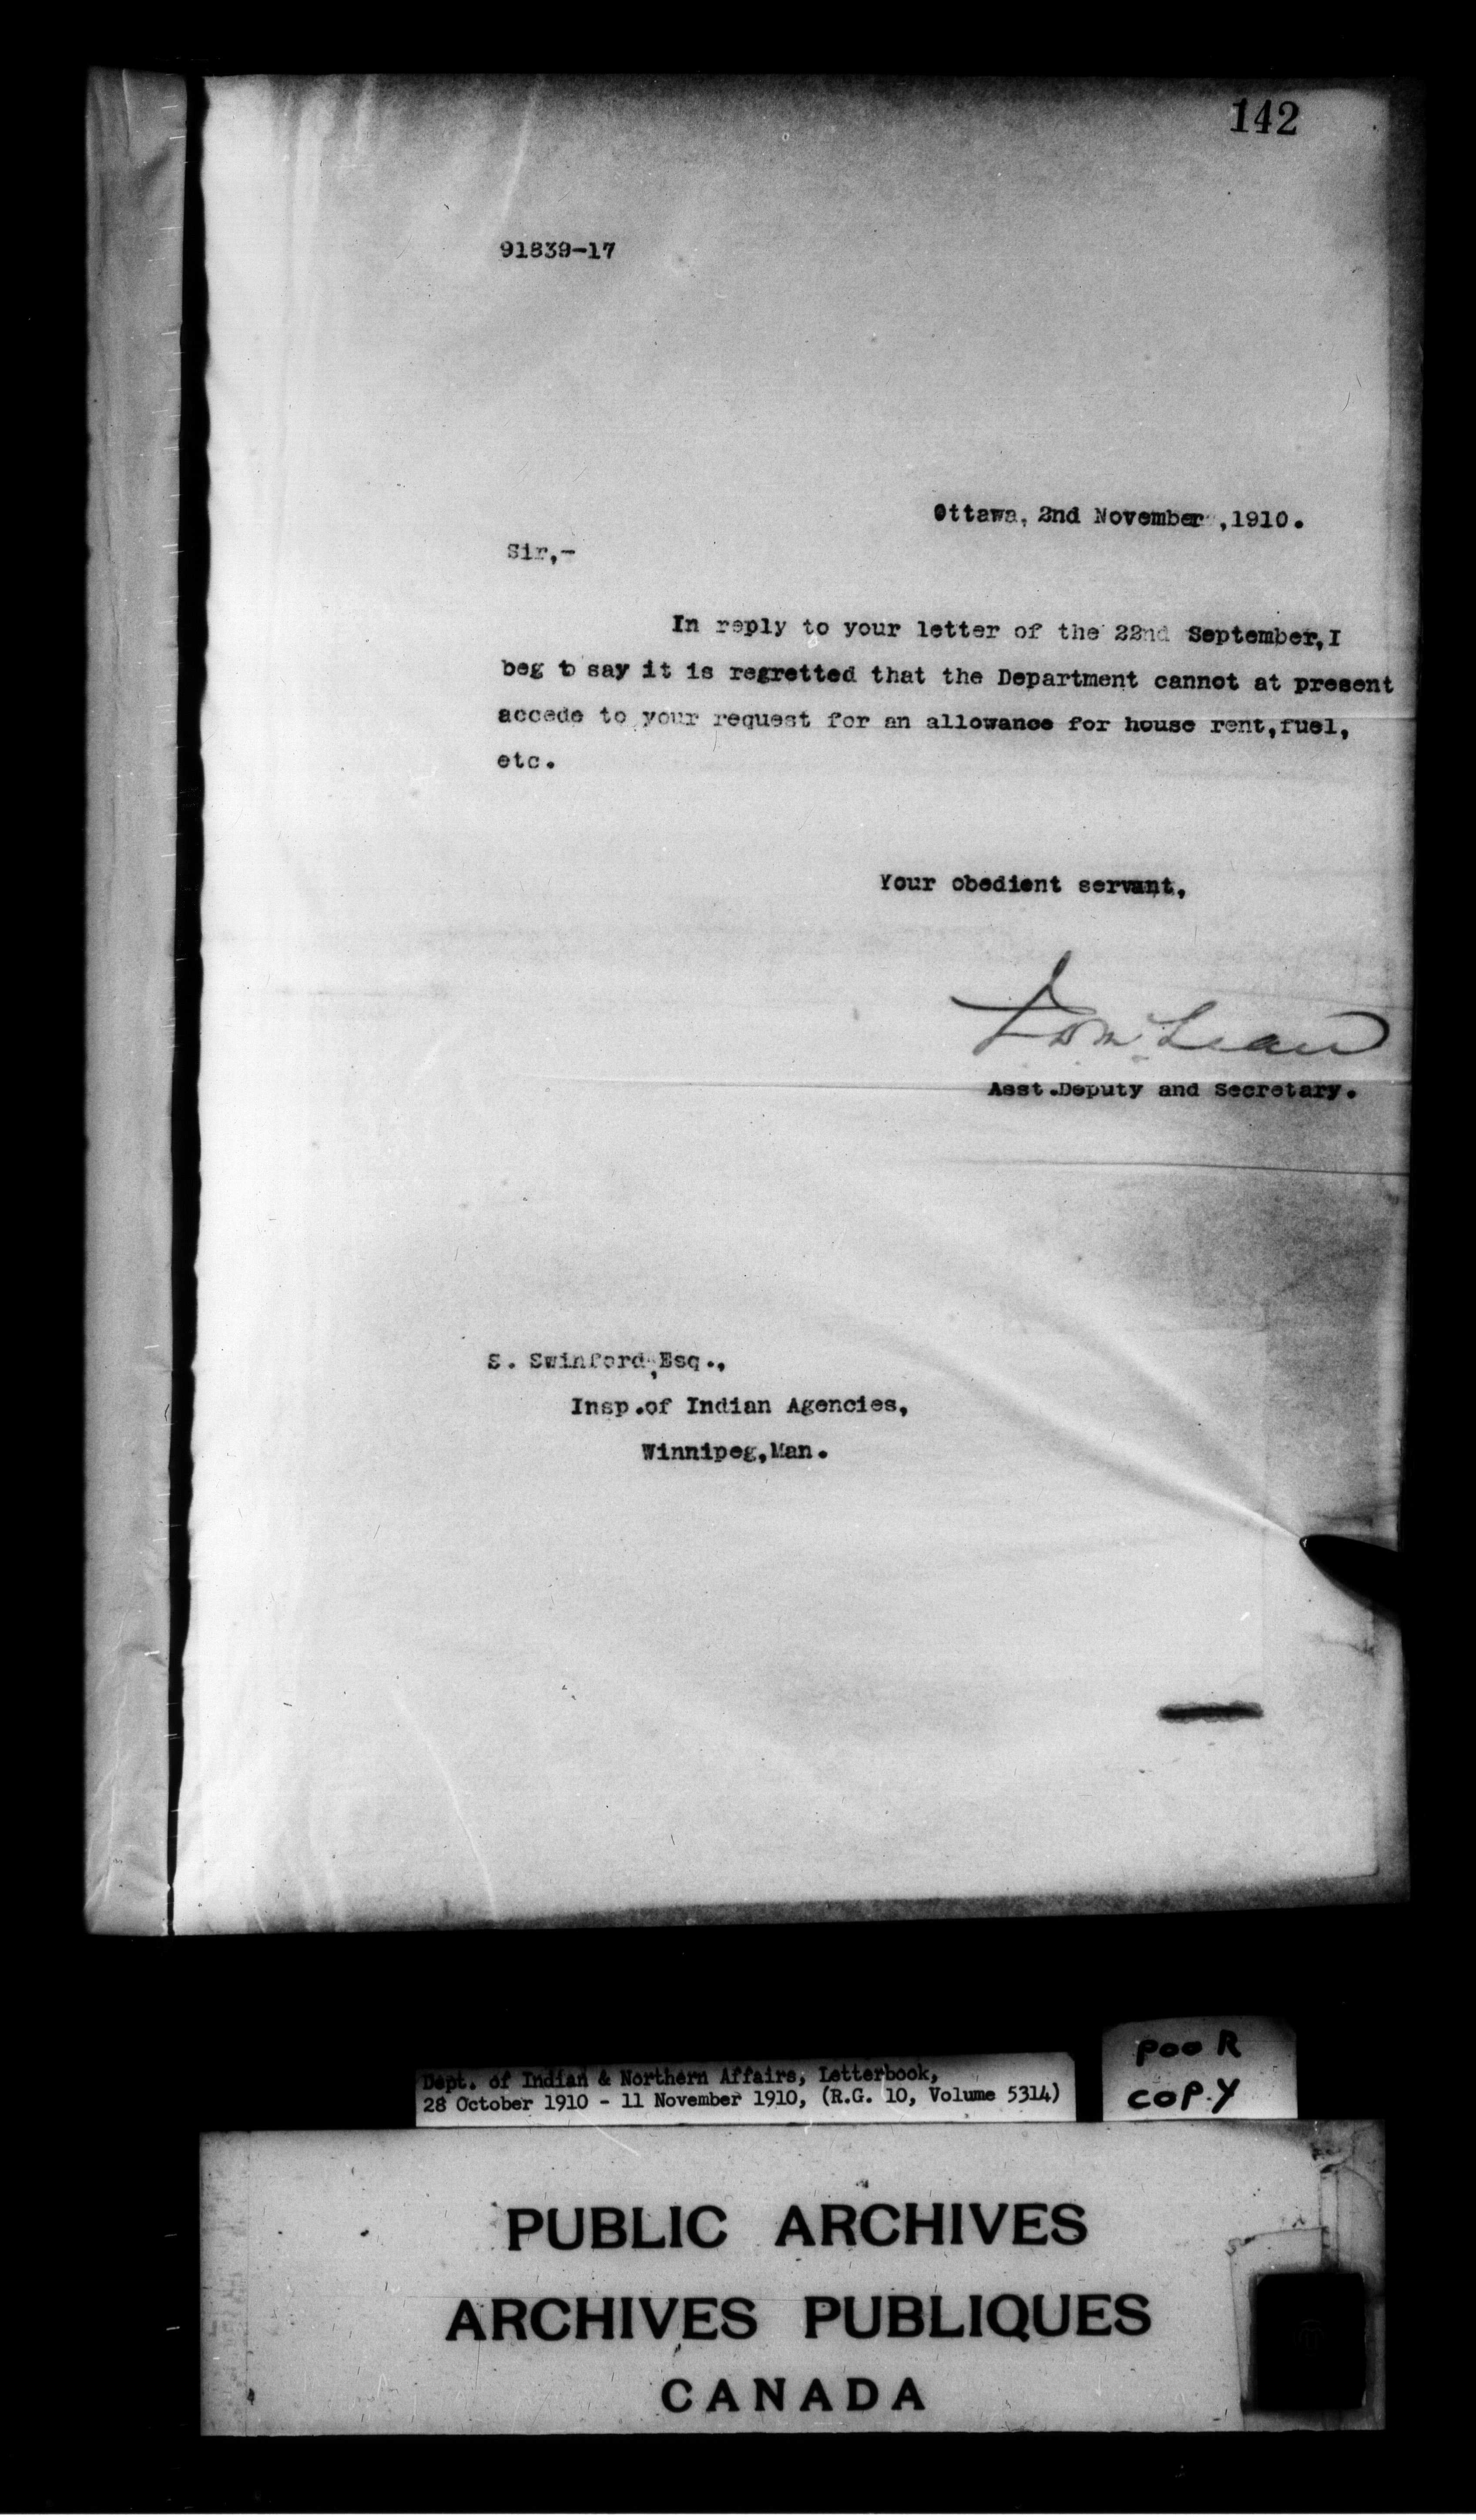 142
91839-17
Ottawa, 2nd November ,1910.
Sir,-
In reply to your letter of the 22nd September, I
beg to say it is regretted that the Department cannot at present
accede to your request for an allowance for house rent, fuel,
etc.
Your obedient servant,
J D McLean
Asst. Deputy and Secretary.
S. Swinford, Esq.,
Insp. of Indian Agencies,
Winnipeg, Man.
Dept. of Indian & Northern Affairs, Letterbook,
28 October 1910 - 11 November 1910, (R.G. 10, Volume 5314)
POOR
COPY
PUBLIC ARCHIVES
ARCHIVES PUBLIQUES
CANADA